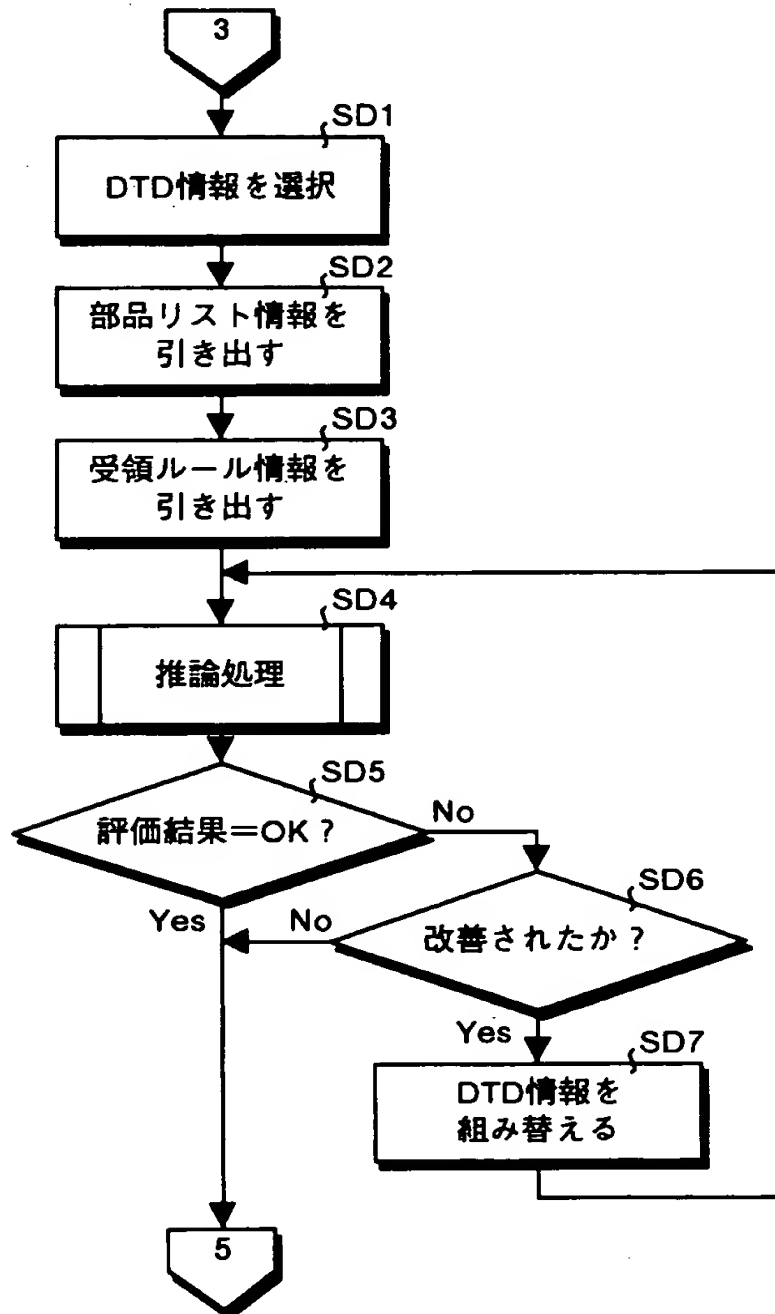 3
SD1
DTD情報を選択
SD2
部品リスト情報を
引き出す
SD3
受領ルール情報を
引き出す
SD4
推論処理
SD5
評価結果=OK?
No
SD6
Yes
No
改善されたか?
Yes
SD7
DTD情報を
組み替える
5